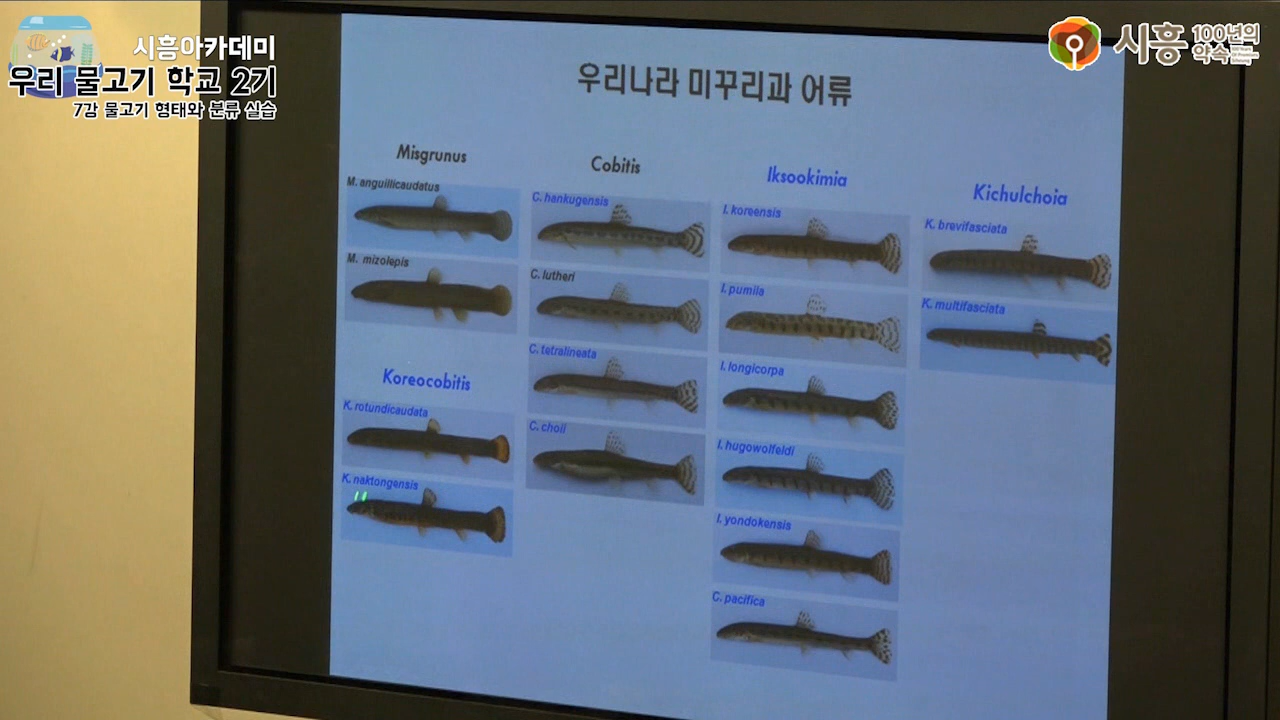 시흥아카데미
우리 물고기 학교 2기
7강 물고기 형태와 분류 실습
시흥
100년의
약속
우리나라 미꾸리과 어류
Misgrunus
M. anguillicaudatus
M. mizolepis
Koreocobitis
K. rotundicaudata
K. naktongensis
Cobitis
C. hankugensis
C. lutheri
C. tetralineata
C. choii
Iksookimia
I. koreensis
I. pumila
I. longicorpa
I. hugowolfeldi
I. yondokensis
C. pacifica
Kichulchoia
K. brevifasciata
K. multifasciata